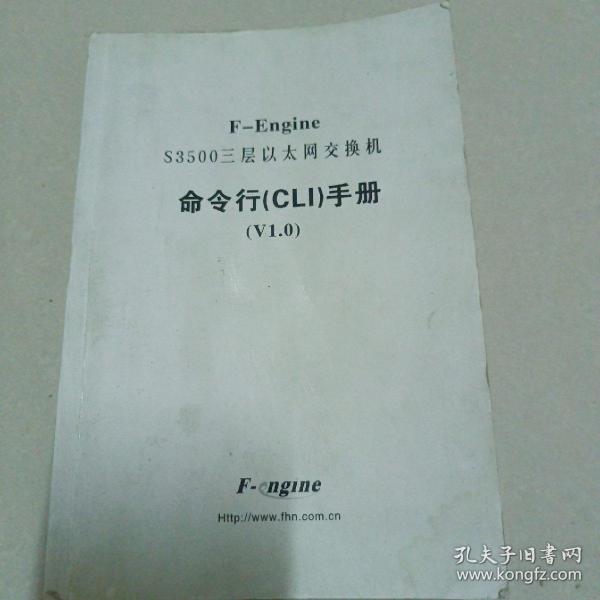 F-Engine
S3500三层以太网交换机
命令行(CLI)手册
(V1.0)
F-engine
Http://www.fhn.com.cn
孔夫子旧书网
www.kongfz.com